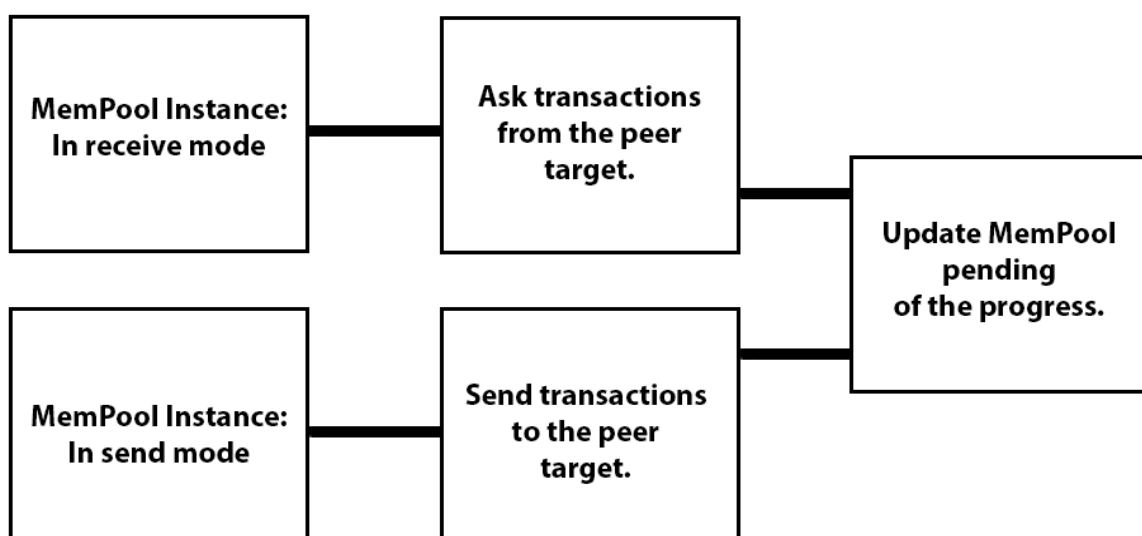 MemPool Instance:
In receive mode
Ask transactions
from the peer
target.
Update MemPool
pending
of the progress.
MemPool Instance:
In send mode
Send transactions
to the peer
target.